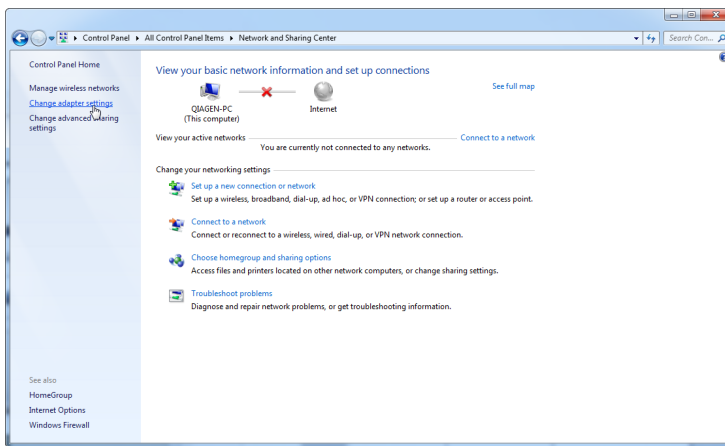 Control Panel ▸ All Control Panel Items ▸ Network and Sharing Center
Search Con...
Control Panel Home
Manage wireless networks
Change adapter settings
Change advanced sharing
settings
View your basic network information and set up connections
See full map
QIAGEN-PC
(This computer)
Internet
View your active networks
Connect to a network
You are currently not connected to any networks.
Change your networking settings
Set up a new connection or network
Set up a wireless, broadband, dial-up, ad hoc, or VPN connection; or set up a router or access point.
Connect to a network
Connect or reconnect to a wireless, wired, dial-up, or VPN network connection.
Choose homegroup and sharing options
Access files and printers located on other network computers, or change sharing settings.
Troubleshoot problems
Diagnose and repair network problems, or get troubleshooting information.
See also
HomeGroup
Internet Options
Windows Firewall